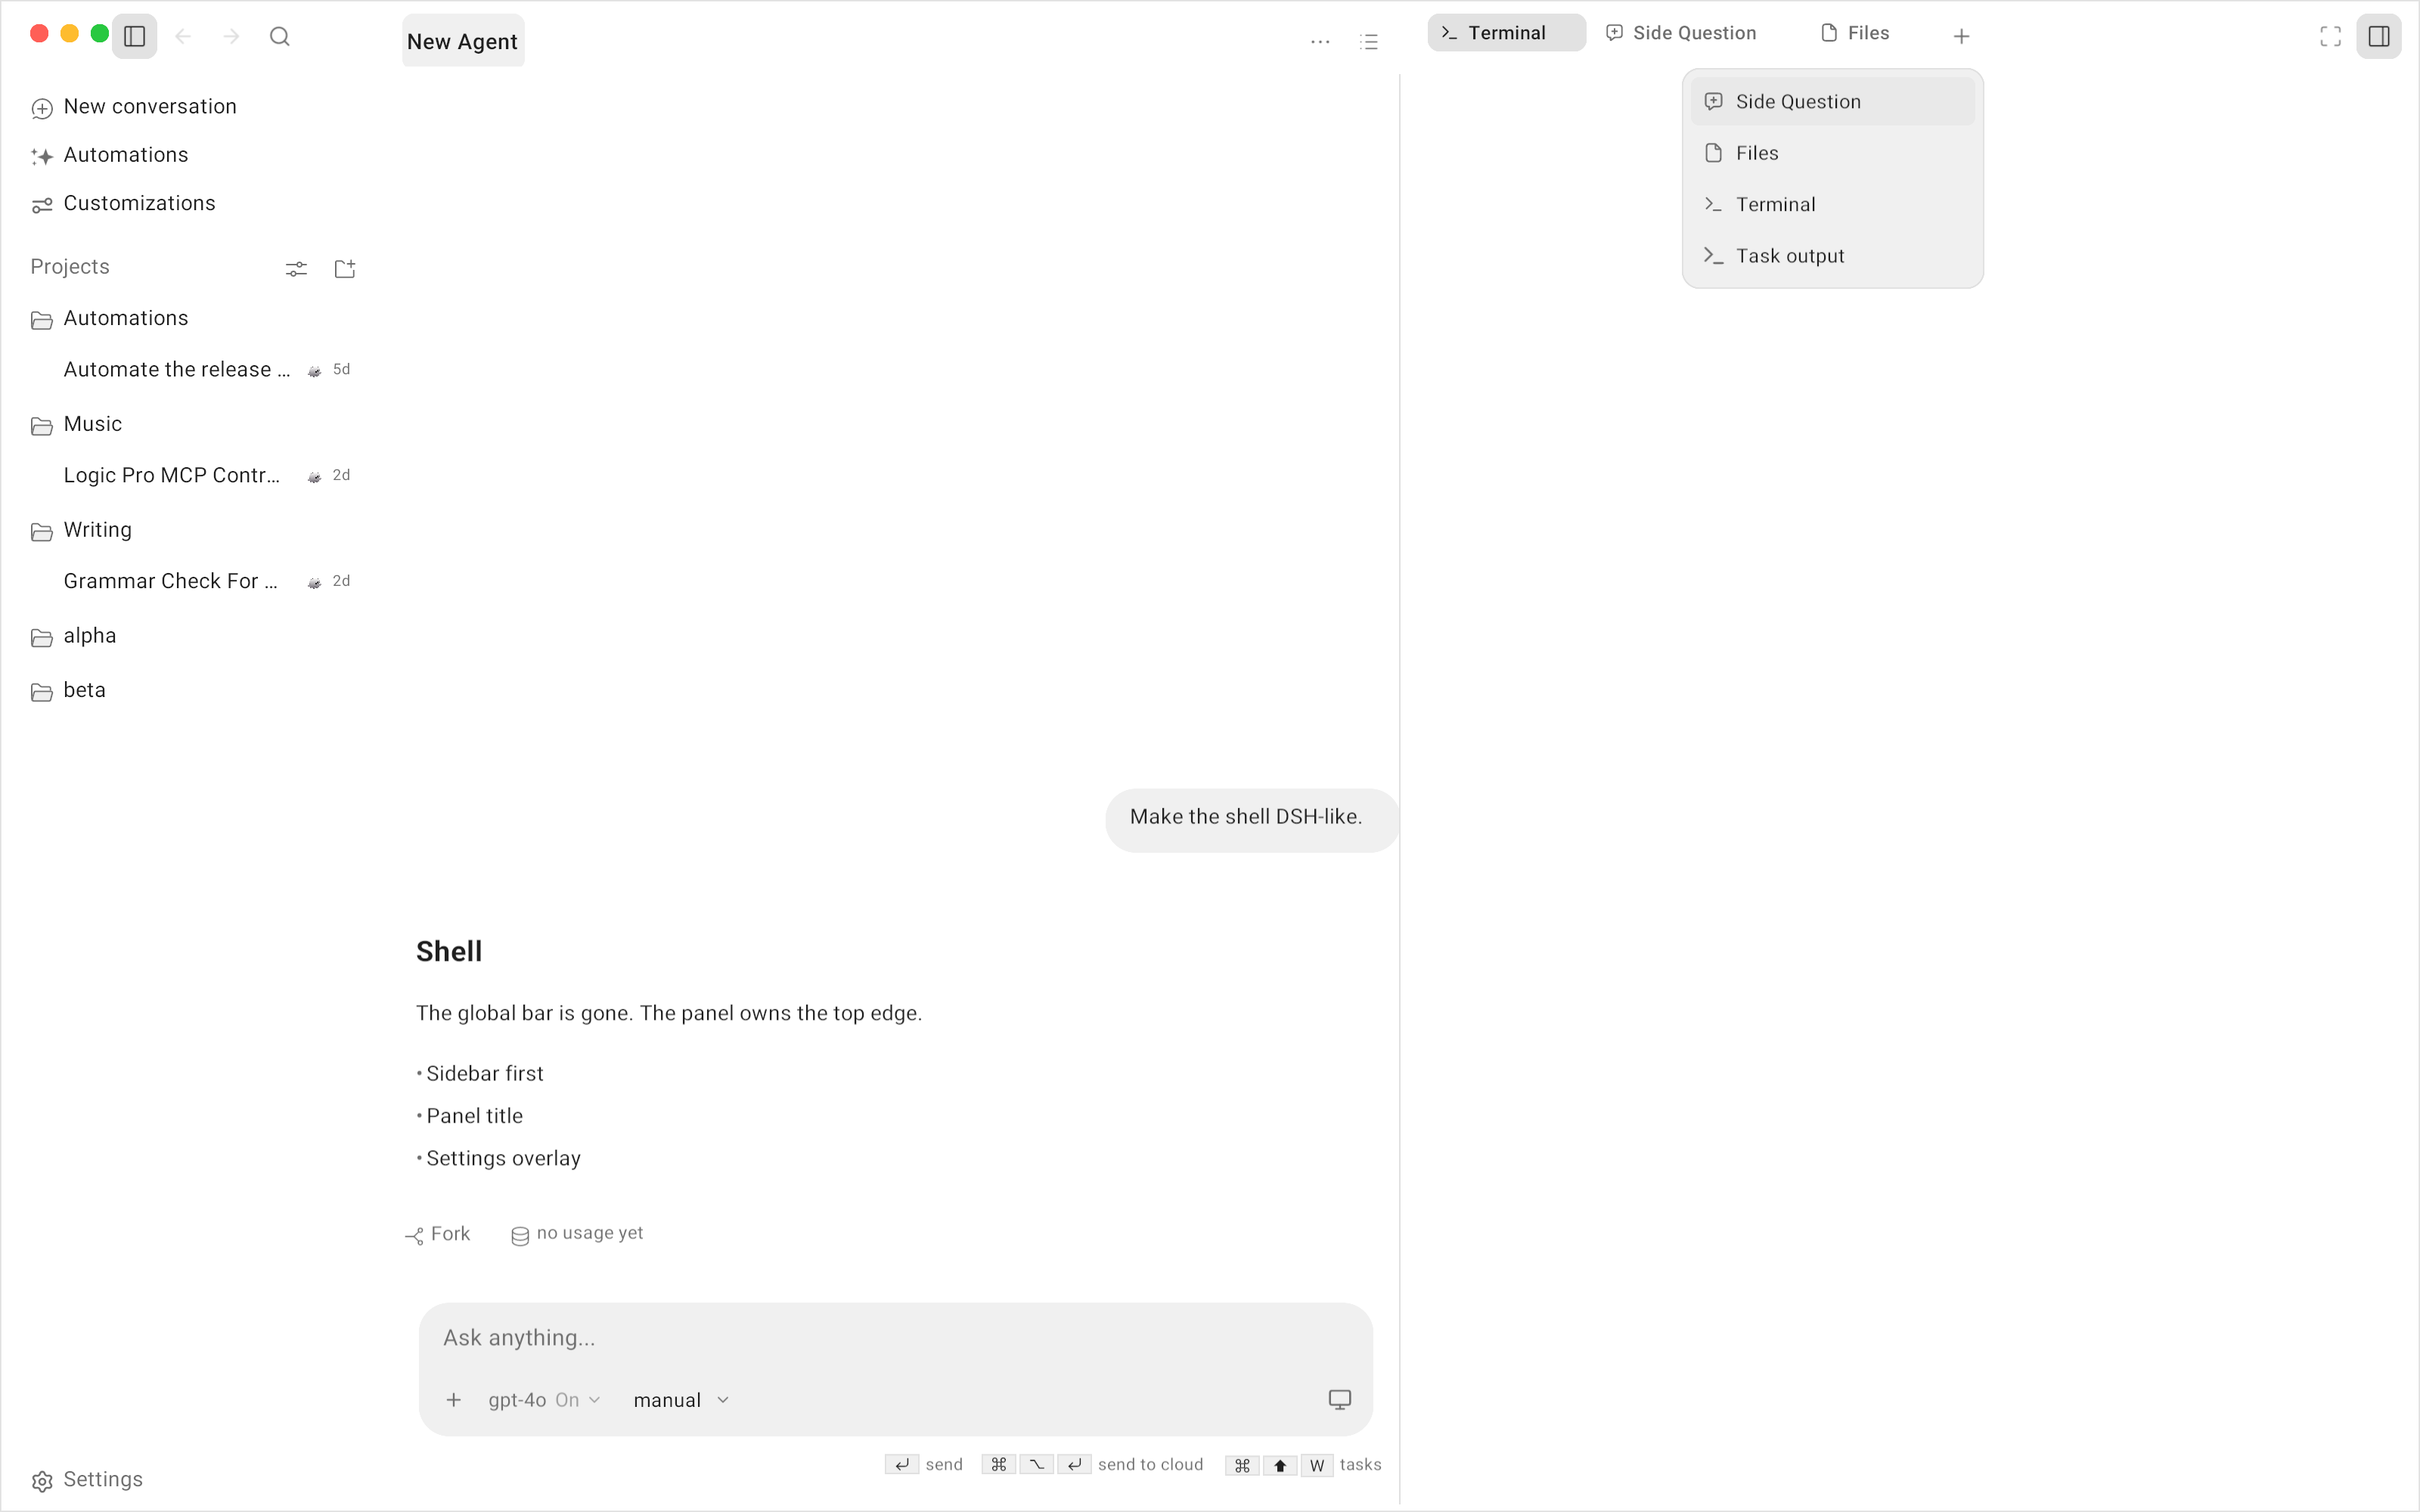 New Agent
Terminal
Side Question
Files
New conversation
Automations
Customizations
Projects
Automations
Automate the release ... 5d
Music
Logic Pro MCP Contr... 2d
Writing
Grammar Check For ... 2d
alpha
beta
Settings
Make the shell DSH-like.
Shell
The global bar is gone. The panel owns the top edge.
• Sidebar first
• Panel title
• Settings overlay
Fork no usage yet
Ask anything...
gpt-4o On manual
send ⌘ ⌥ send to cloud ⌘ W tasks
Side Question
Files
Terminal
Task output